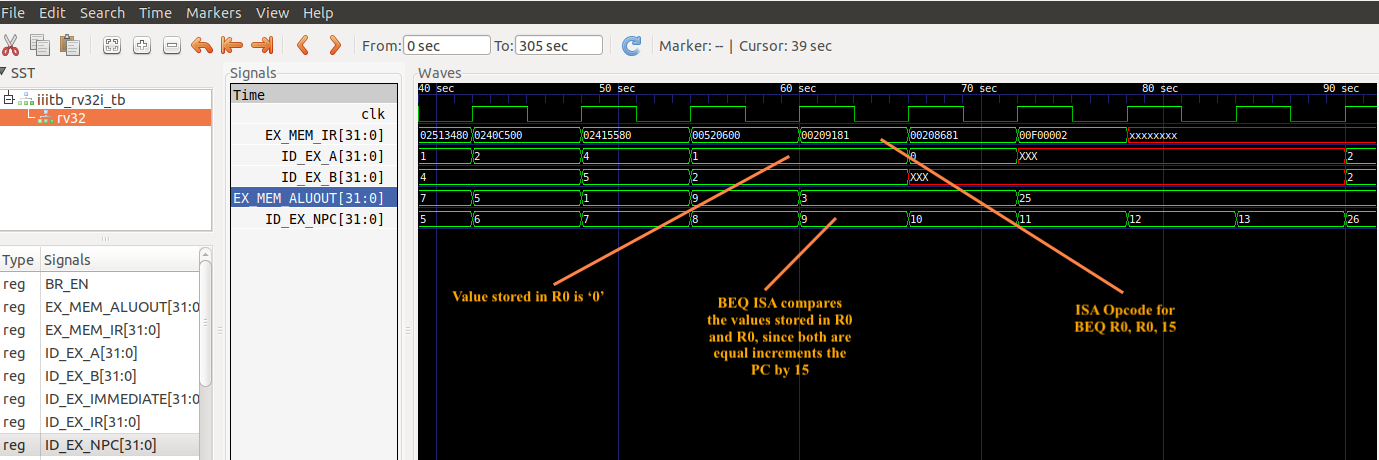 File Edit Search Time Markers View Help
From: 0 sec To: 305 sec Marker: -- | Cursor: 39 sec
SST
iiitb_rv32i_tb
rv32
Type Signals
reg BR_EN
reg EX_MEM_ALUOUT[31:0
reg EX_MEM_IR[31:0]
reg ID_EX_A[31:0]
reg ID_EX_B[31:0]
reg ID_EX_IMMEDIATE[31:0
reg ID_EX_IR[31:0]
reg ID_EX_NPC[31:0]
Signals
Time
clk
EX_MEM_IR[31:0]
ID_EX_A[31:0]
ID_EX_B[31:0]
EX_MEM_ALUOUT[31:0]
ID_EX_NPC[31:0]
Waves
40 sec 50 sec 60 sec 70 sec 80 sec 90 sec
02513480 0240C500 02415580 00520600 00209181 00208681 00F00002 xxxxxxxx
1 2 4 1 0 XXX 2
4 5 2 XXX 2
7 5 1 9 3 25
5 6 7 8 9 10 11 12 13 26
Value stored in R0 is ‘0’
BEQ ISA compares
the values stored in R0
and R0, since both are
equal increments the
PC by 15
ISA Opcode for
BEQ R0, R0, 15